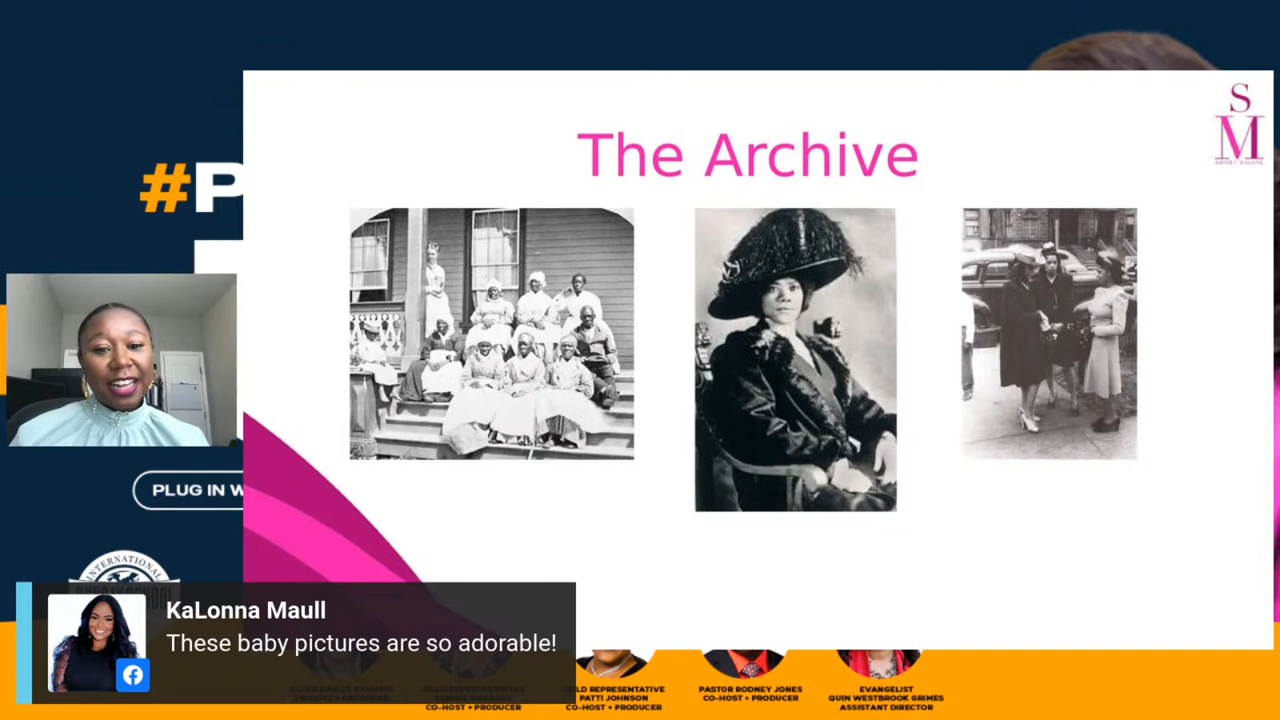 The Archive
S
M
#P
PLUG IN W
INTERNATIONAL
KaLonna Maull
These baby pictures are so adorable!
CO-HOST + PRODUCER
LD REPRESENTATIVE
PATTI JOHNSON
CO-HOST + PRODUCER
PASTOR RODNEY JONES
CO-HOST + PRODUCER
EVANGELIST
QUIN WESTBROOK GRIMES
ASSISTANT DIRECTOR